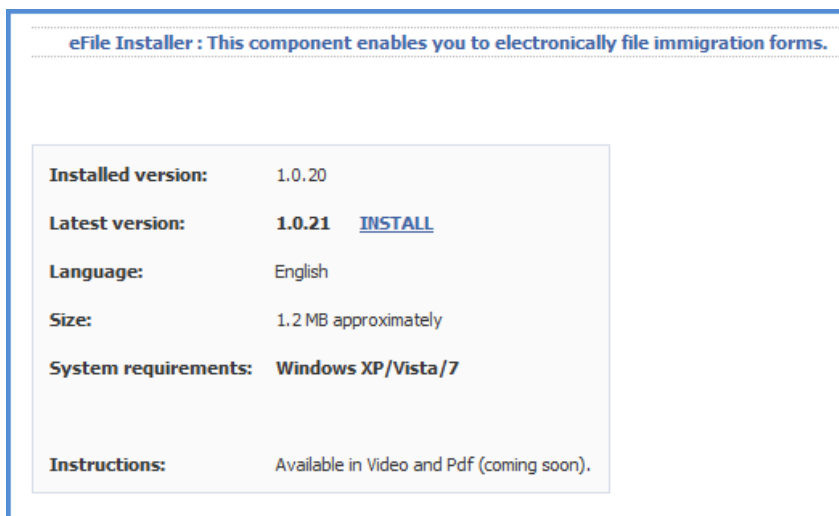 eFile Installer : This component enables you to electronically file immigration forms.
Installed version: 1.0.20
Latest version: 1.0.21 INSTALL
Language: English
Size: 1.2 MB approximately
System requirements: Windows XP/Vista/7
Instructions: Available in Video and Pdf (coming soon).